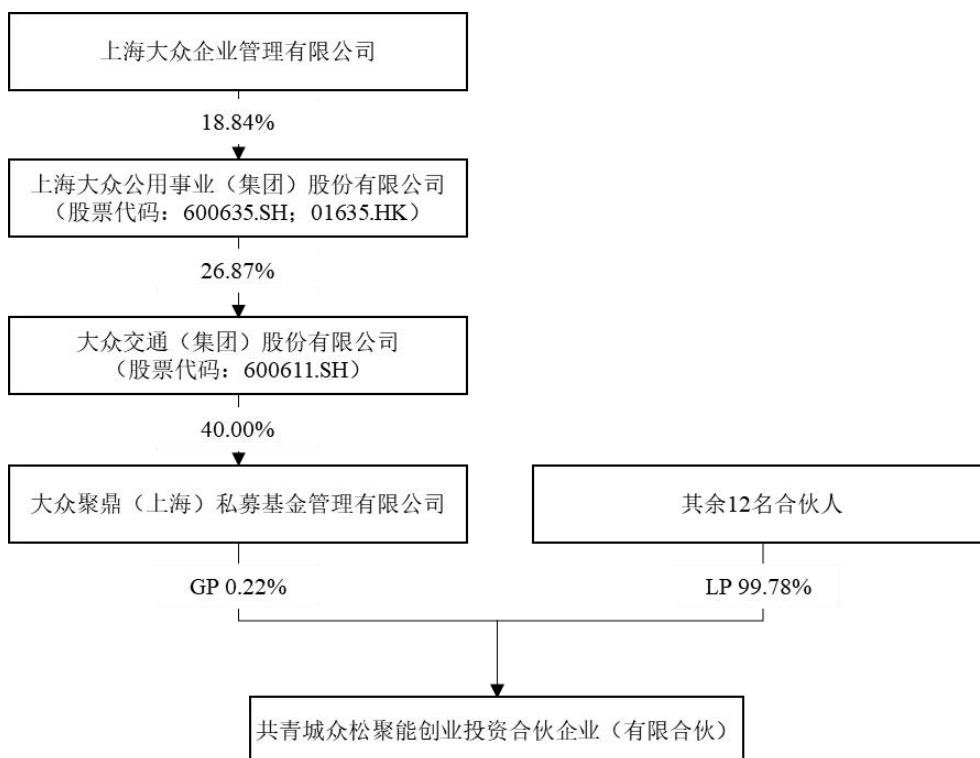 上海大众企业管理有限公司
18.84%
上海大众公用事业（集团）股份有限公司
（股票代码：600635.SH；01635.HK）
26.87%
大众交通（集团）股份有限公司
（股票代码：600611.SH）
40.00%
大众聚鼎（上海）私募基金管理有限公司
其余12名合伙人
GP 0.22%
LP 99.78%
共青城众松聚能创业投资合伙企业（有限合伙）